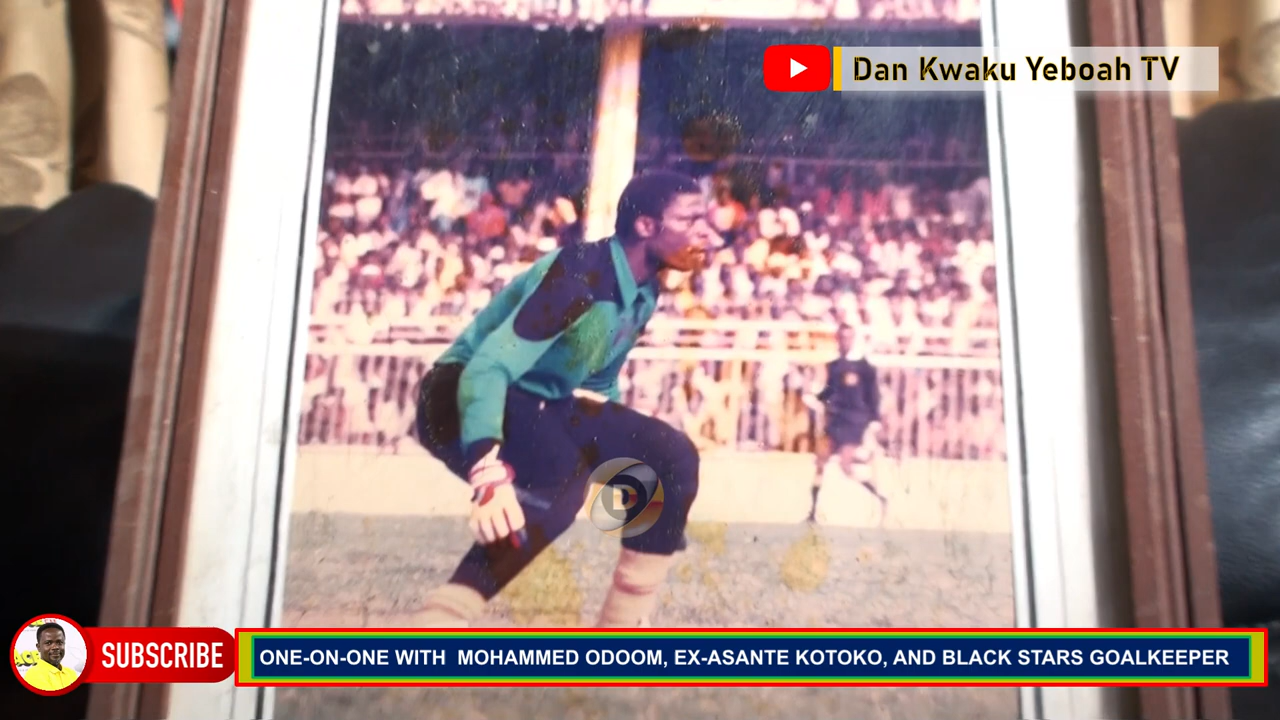 Dan Kwaku Yeboah TV
D
SUBSCRIBE
ONE-ON-ONE WITH MOHAMMED ODOOM, EX-ASANTE KOTOKO, AND BLACK STARS GOALKEEPER